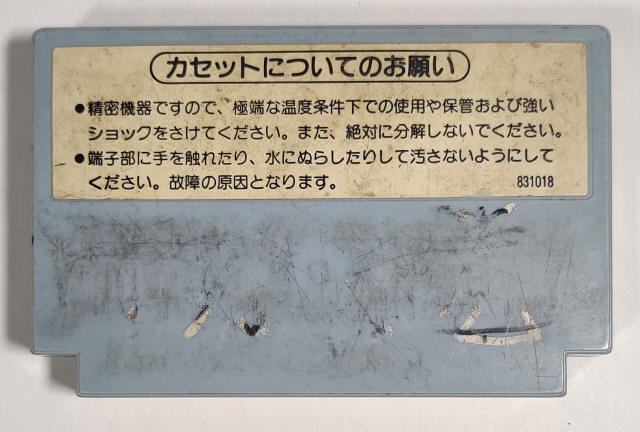 カセットについてのお願い
●精密機器ですので、極端な温度条件下での使用や保管および強い
ショックをさけてください。また、絶対に分解しないでください。
●端子部に手を触れたり、水にぬらしたりして汚さないようにして
ください。故障の原因となります。
831018